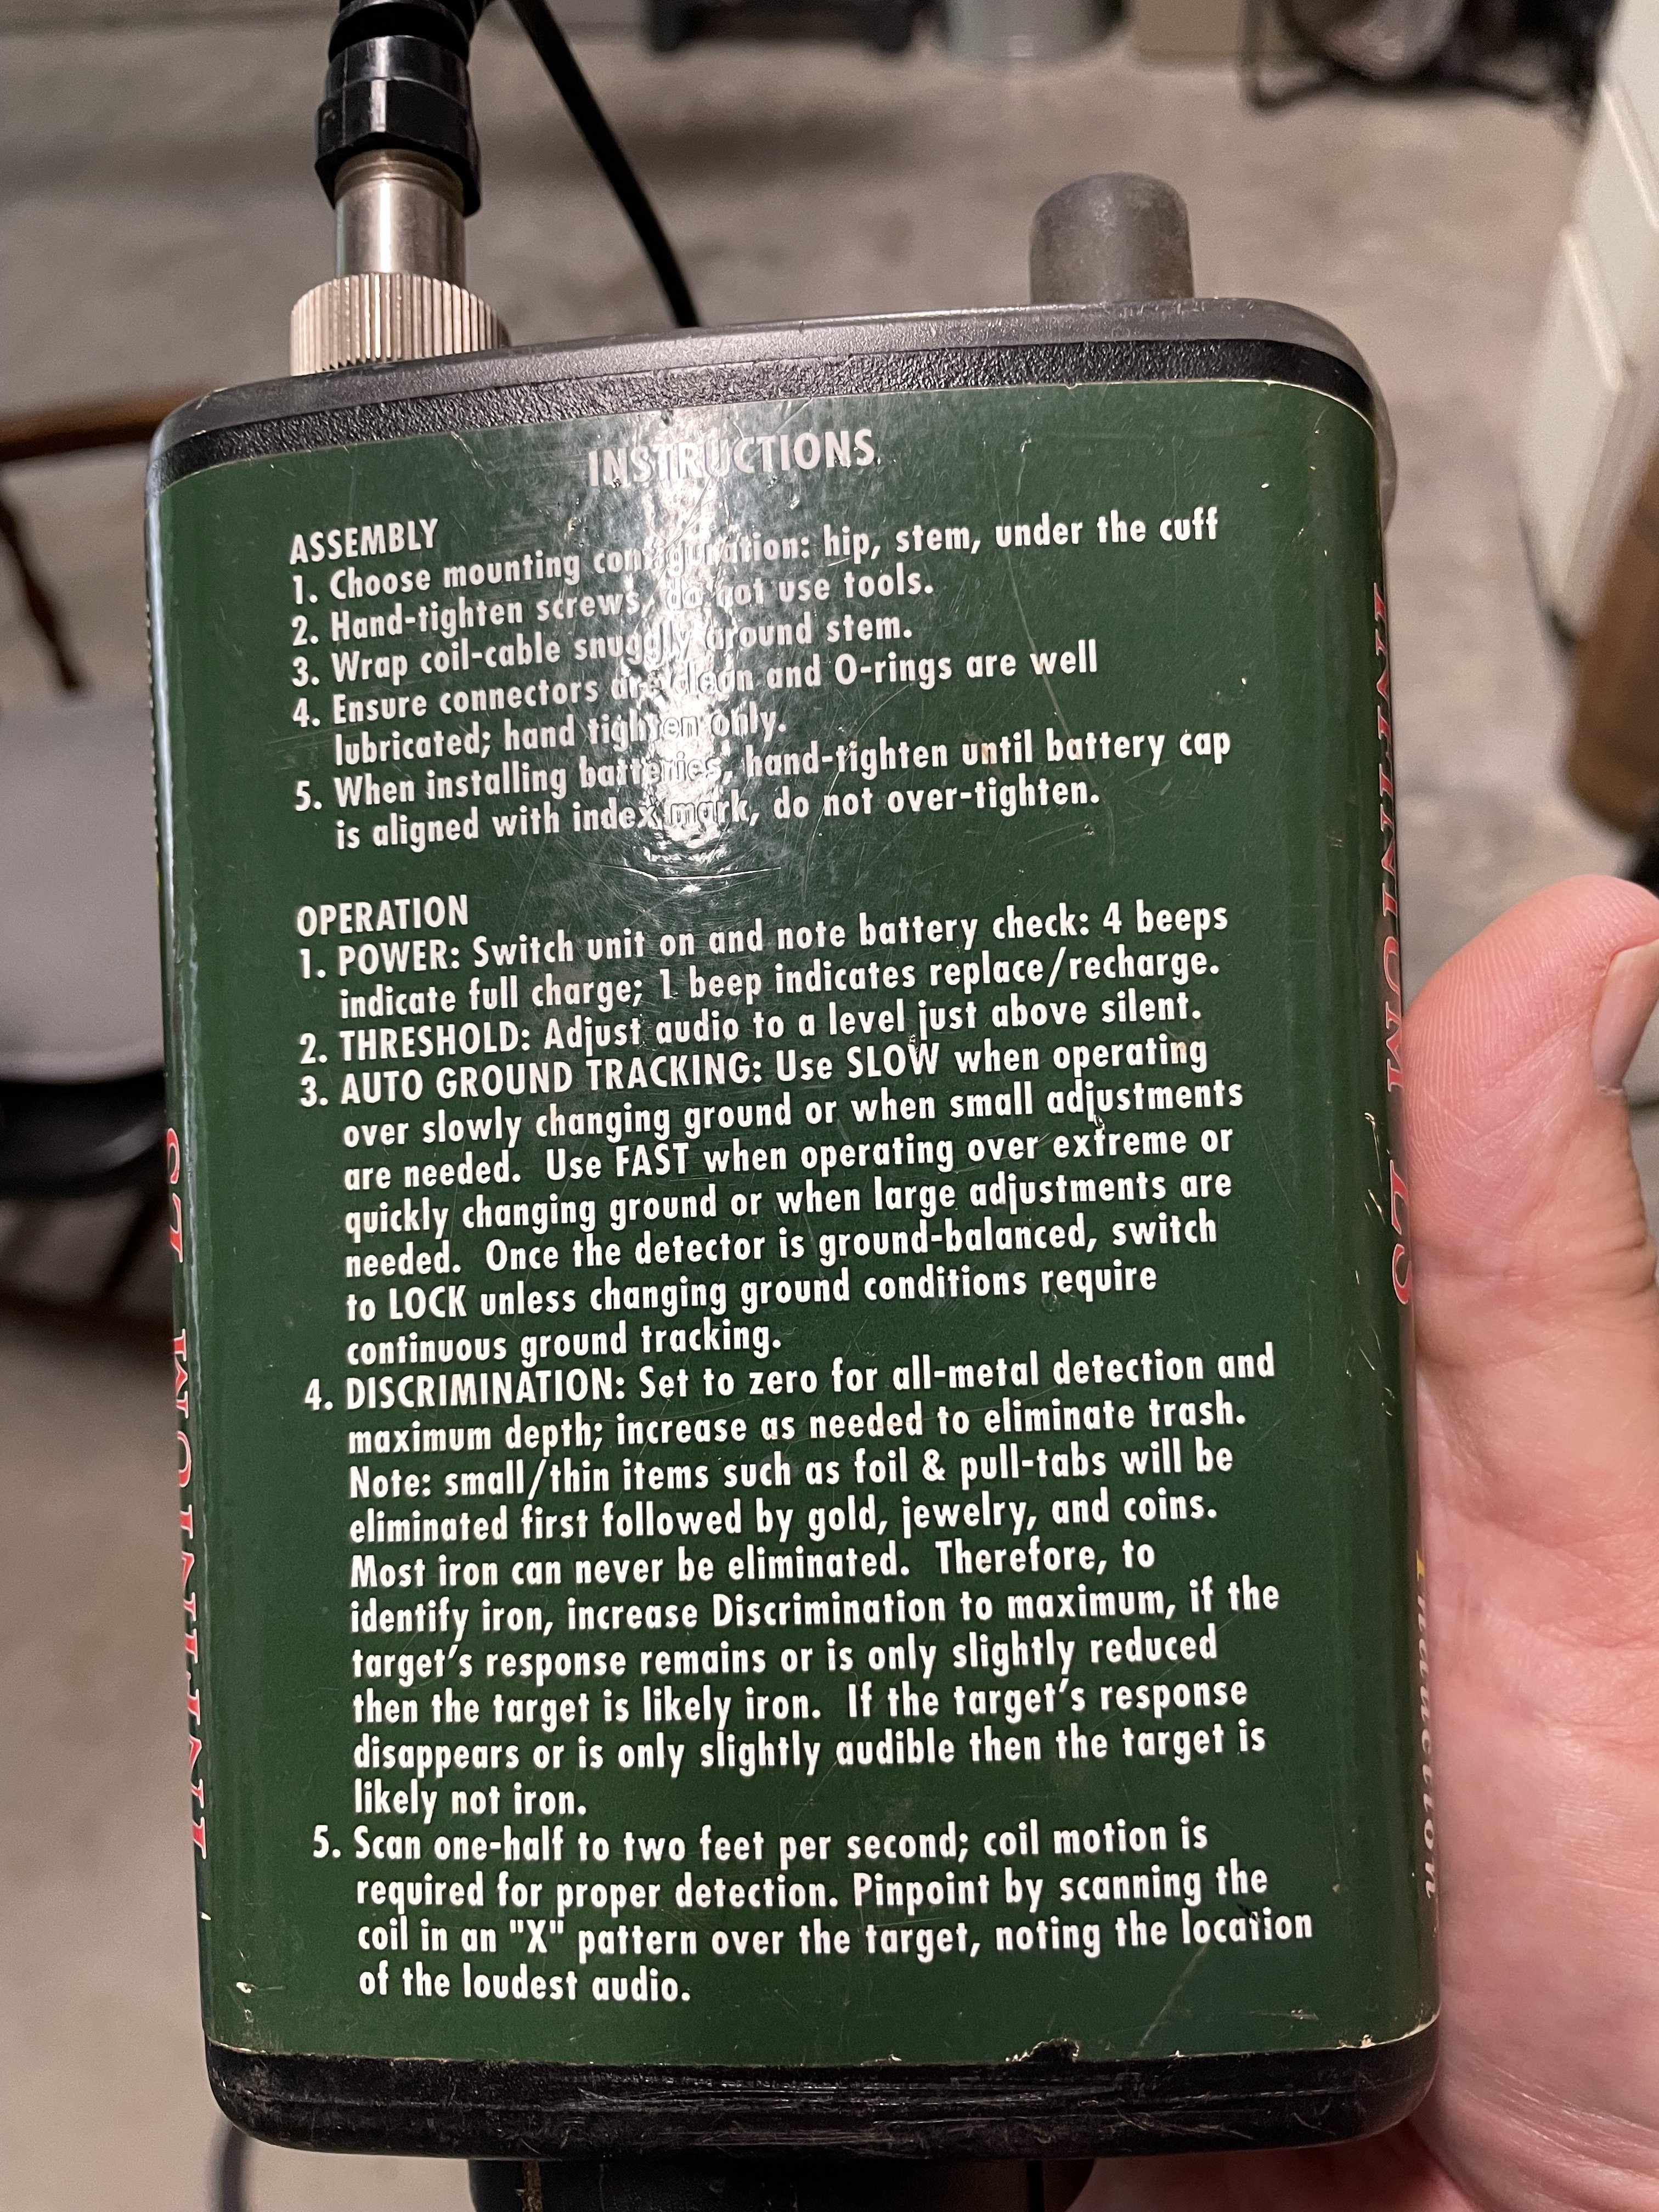 INSTRUCTIONS
ASSEMBLY
1. Choose mounting configuration: hip, stem, under the cuff
2. Hand-tighten screws, do not use tools.
3. Wrap coil-cable snuggly around stem.
4. Ensure connectors are clean and O-rings are well
lubricated; hand tighten only.
5. When installing batteries, hand-tighten until battery cap
is aligned with index mark, do not over-tighten.
OPERATION
1. POWER: Switch unit on and note battery check: 4 beeps
indicate full charge; 1 beep indicates replace/recharge.
2. THRESHOLD: Adjust audio to a level just above silent.
3. AUTO GROUND TRACKING: Use SLOW when operating
over slowly changing ground or when small adjustments
are needed. Use FAST when operating over extreme or
quickly changing ground or when large adjustments are
needed. Once the detector is ground-balanced, switch
to LOCK unless changing ground conditions require
continuous ground tracking.
4. DISCRIMINATION: Set to zero for all-metal detection and
maximum depth; increase as needed to eliminate trash.
Note: small/thin items such as foil & pull-tabs will be
eliminated first followed by gold, jewelry, and coins.
Most iron can never be eliminated. Therefore, to
identify iron, increase Discrimination to maximum, if the
target's response remains or is only slightly reduced
then the target is likely iron. If the target's response
disappears or is only slightly audible then the target is
likely not iron.
5. Scan one-half to two feet per second; coil motion is
required for proper detection. Pinpoint by scanning the
coil in an "X" pattern over the target, noting the location
of the loudest audio.
INFINIUM LS
INFINIUM LS